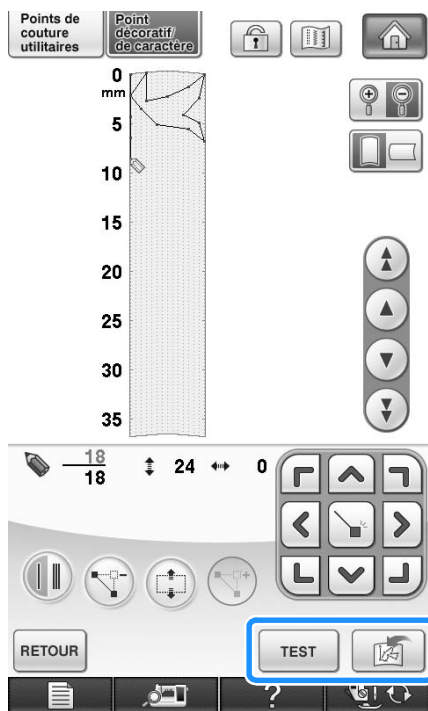 Points de
couture
utilitaires
Point
décoratif/
de caractère
0
mm
5
10
15
20
25
30
35
18
18
24
0
RETOUR
TEST
?